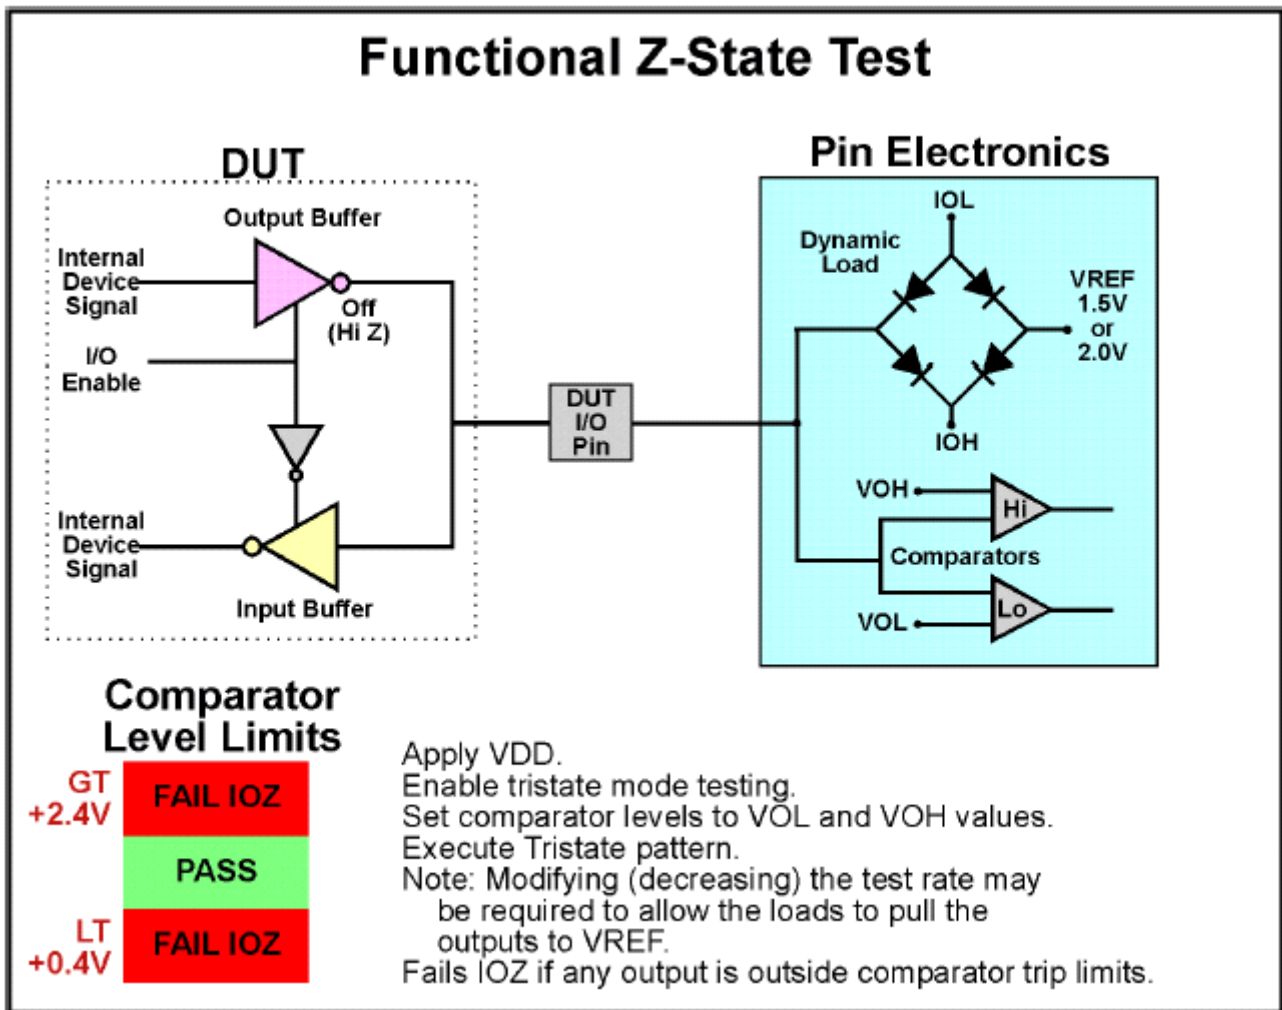 Functional Z-State Test
DUT
Output Buffer
Internal
Device
Signal
Off
(Hi Z)
I/O
Enable
Internal
Device
Signal
Input Buffer
DUT
I/O
Pin
Pin Electronics
IOL
Dynamic
Load
VREF
1.5V
or
2.0V
IOH
VOH
Hi
Comparators
Lo
VOL
Comparator
Level Limits
GT
+2.4V
FAIL IOZ
PASS
LT
+0.4V
FAIL IOZ
Apply VDD.
Enable tristate mode testing.
Set comparator levels to VOL and VOH values.
Execute Tristate pattern.
Note: Modifying (decreasing) the test rate may
be required to allow the loads to pull the
outputs to VREF.
Fails IOZ if any output is outside comparator trip limits.